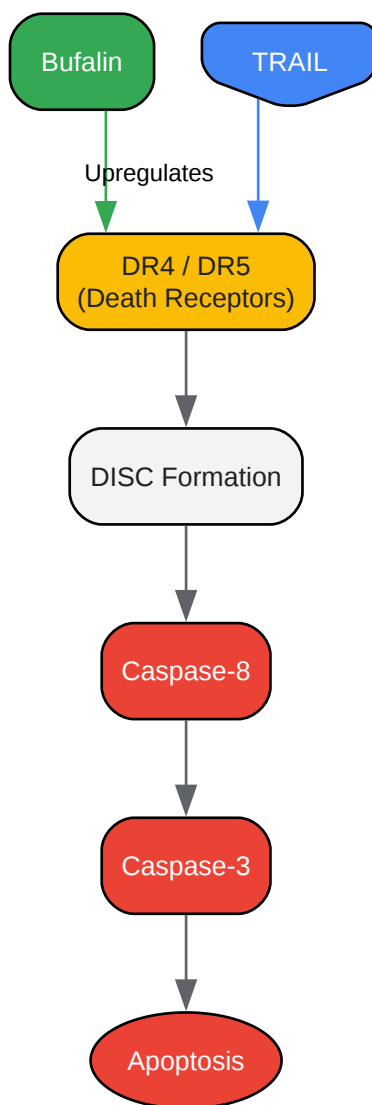 Bufalin
TRAIL
Upregulates
DR4 / DR5
(Death Receptors)
DISC Formation
Caspase-8
Caspase-3
Apoptosis